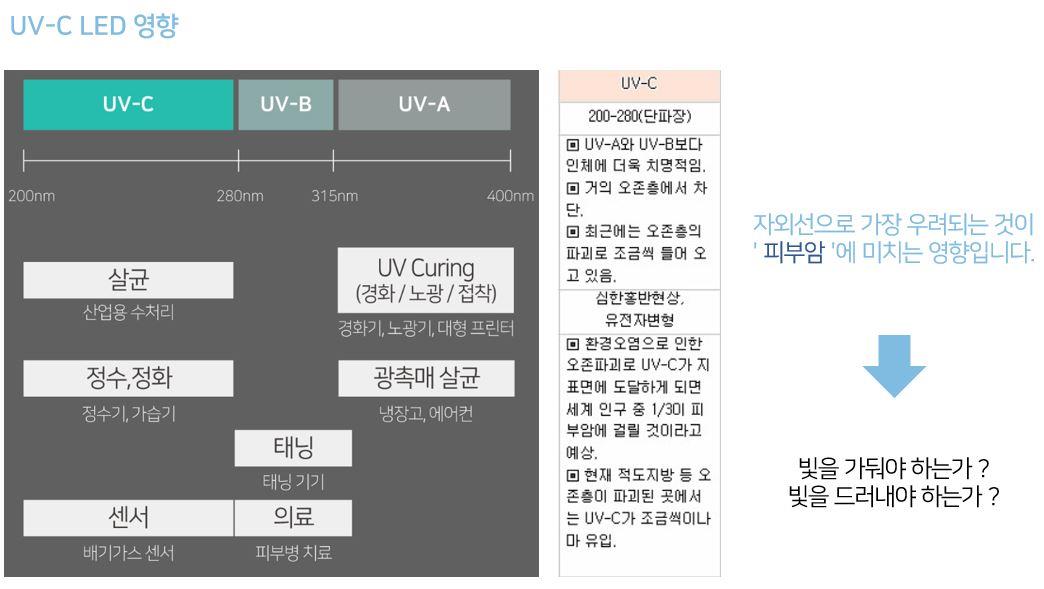 UV-C LED 영향
UV-C
UV-B
UV-A
200nm
280nm
315nm
400nm
살균
산업용 수처리
UV Curing
(경화 / 노광 / 접착)
경화기, 노광기, 대형 프린터
정수,정화
정수기, 가습기
광촉매 살균
냉장고, 에어컨
태닝
태닝 기기
센서
배기가스 센서
의료
피부병 치료
UV-C
200-280(단파장)
▣ UV-A와 UV-B보다
인체에 더욱 치명적임.
▣ 거의 오존층에서 차
단.
▣ 최근에는 오존층의
파괴로 조금씩 들어 오
고 있음.
심한홍반현상,
유전자변형
▣ 환경오염으로 인한
오존파괴로 UV-C가 지
표면에 도달하게 되면
세계 인구 중 1/3이 피
부암에 걸릴 것이라고
예상.
▣ 현재 적도지방 등 오
존층이 파괴된 곳에서
는 UV-C가 조금씩이나
마 유입.
자외선으로 가장 우려되는 것이
' 피부암 '에 미치는 영향입니다.
빛을 가둬야 하는가 ?
빛을 드러내야 하는가 ?